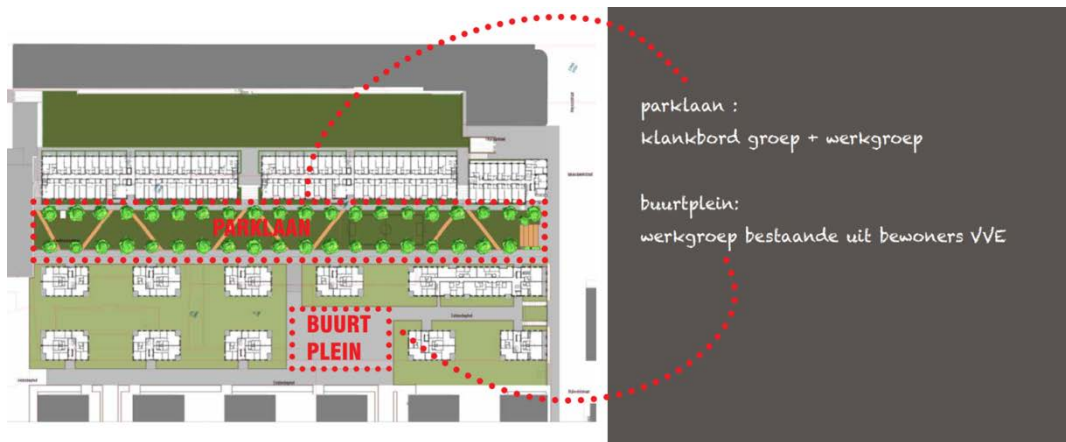 PARKLAAN
BUURT
PLEIN
parklaan :
klankbord groep + werkgroep
buurtplein:
werkgroep bestaande uit bewoners VVE